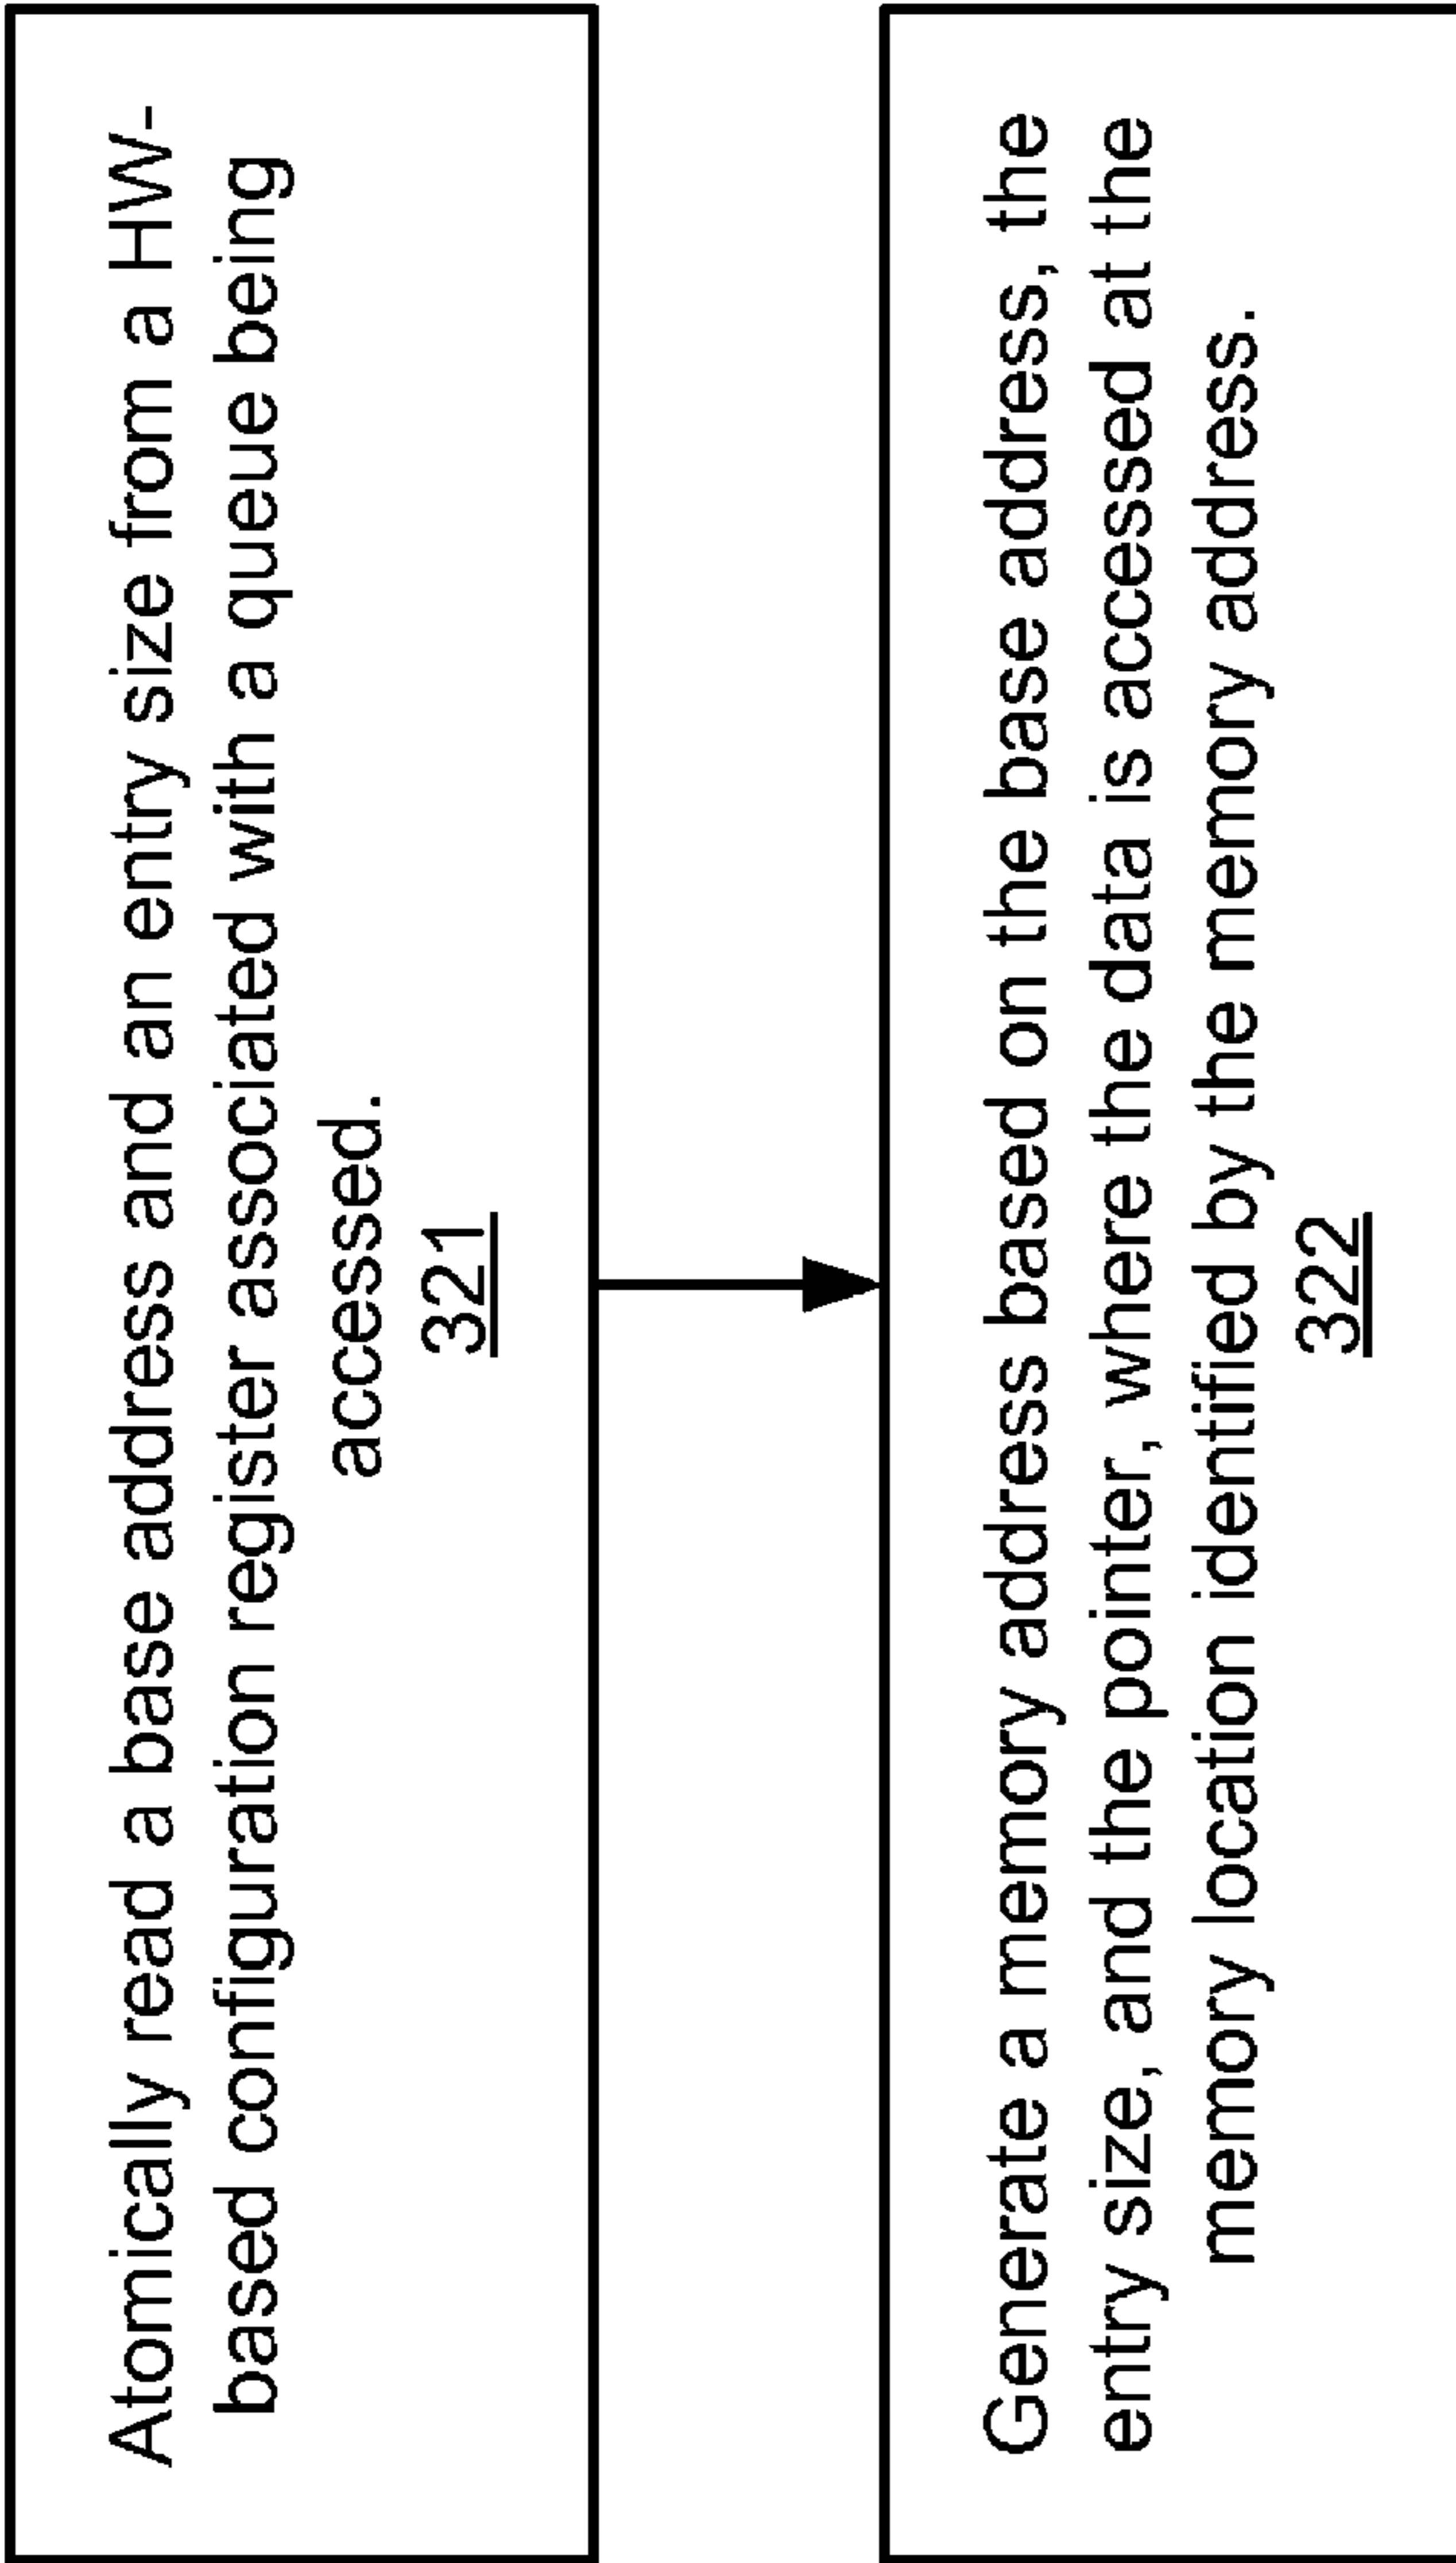 Atomically read a base address and an entry size from a HW-
based configuration register associated with a queue being
accessed.
321
Generate a memory address based on the base address, the
entry size, and the pointer, where the data is accessed at the
memory location identified by the memory address.
322